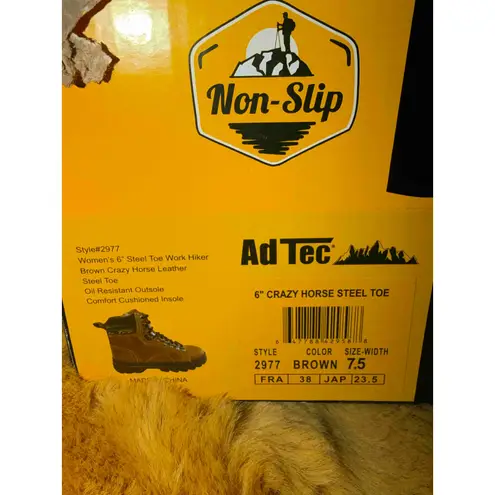 Non-Slip
Style#2977
Women's 6" Steel Toe Work Hiker
Brown Crazy Horse Leather
Steel Toe
Oil Resistant Outsole
Comfort Cushioned Insole
CHINA
AdTec®
6" CRAZY HORSE STEEL TOE
STYLE COLOR SIZE-WIDTH
2977 BROWN 7.5
FRA 38 JAP 23.5